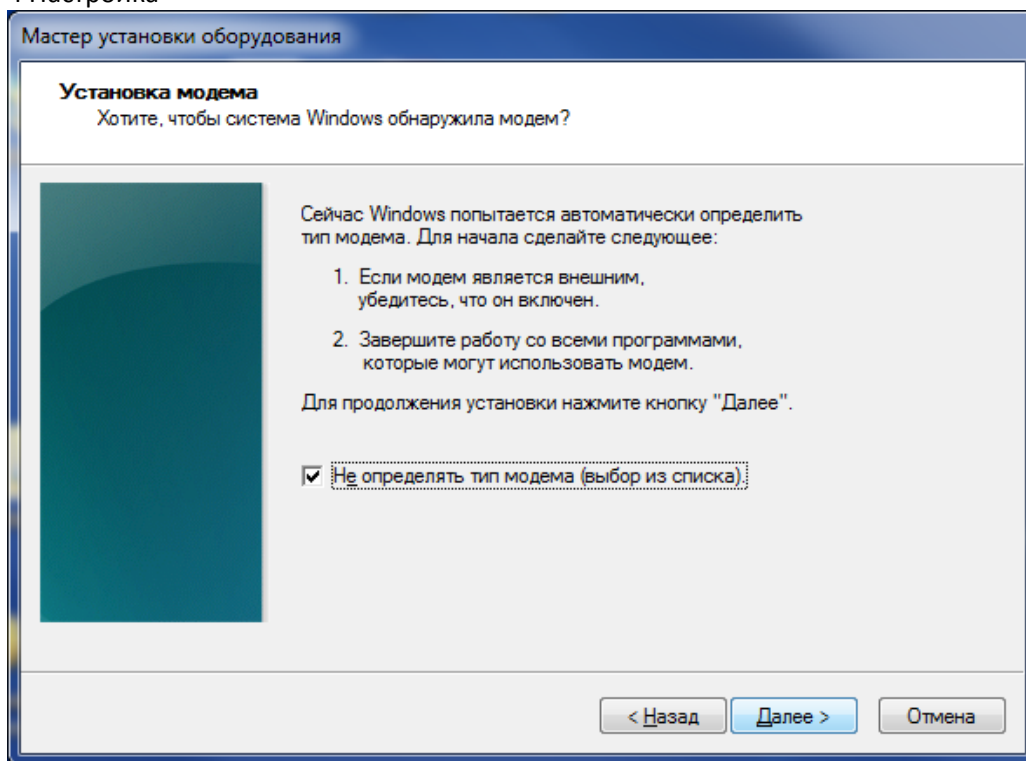 Настройка
Мастер установки оборудования
Установка модема
Хотите, чтобы система Windows обнаружила модем?
Сейчас Windows попытается автоматически определить
тип модема. Для начала сделайте следующее:
1. Если модем является внешним,
убедитесь, что он включен.
2. Завершите работу со всеми программами,
которые могут использовать модем.
Для продолжения установки нажмите кнопку "Далее".
Не определять тип модема (выбор из списка).
< Назад Далее > Отмена